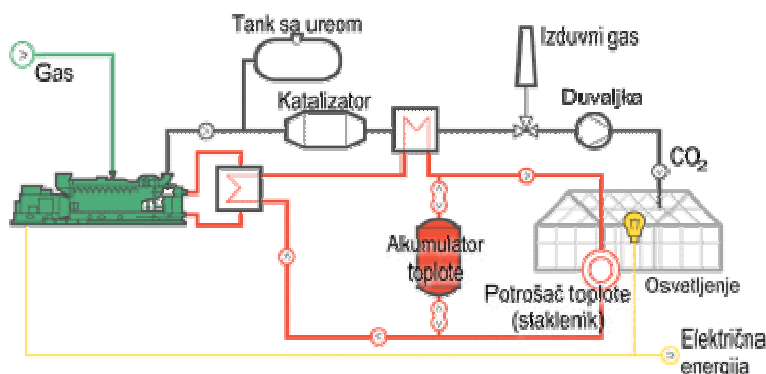 Tank sa ureom
Izduvni gas
Gas
Katalizator
Duvaljka
CO₂
Akumulator
toplote
Potrošač toplote
(staklenik)
Osvetljenje
Električna
energija